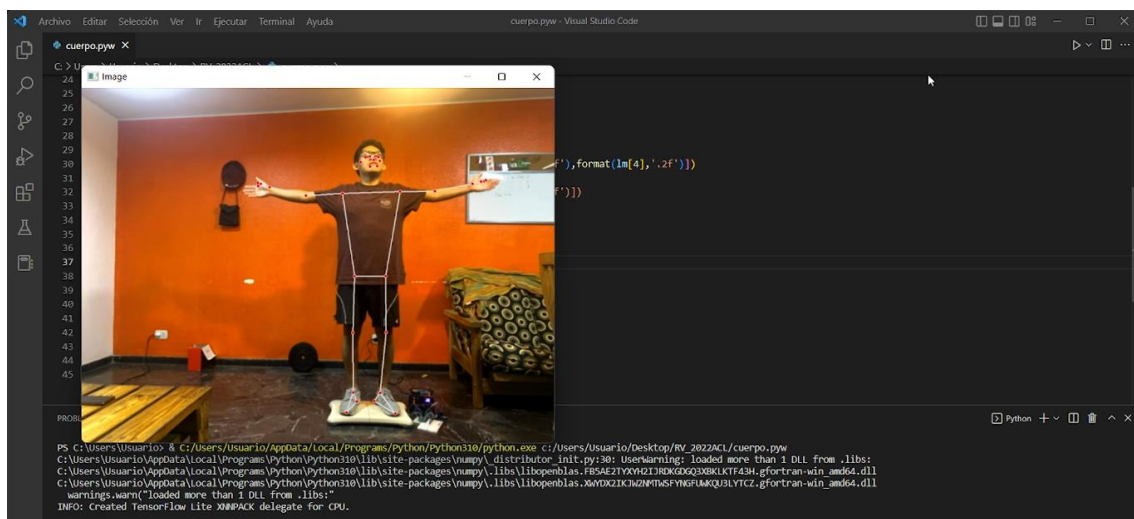 Archivo Editar Selección Ver Ir Ejecutar Terminal Ayuda
cuerpo.pyw - Visual Studio Code
cuerpo.pyw
Image
24
25
26
27
28
29
30 f'),format(lm[4],'.2f')])
31
32 f')])
33
34
35
36
37
38
39
40
41
42
43
44
45
Python
PS C:\Users\Usuario> & C:/Users/Usuario/AppData/Local/Programs/Python/Python310/python.exe c:/Users/Usuario/Desktop/RV_2022ACL/cuerpo.pyw
C:\Users\Usuario\AppData\Local\Programs\Python\Python310\lib\site-packages\numpy\_distributor_init.py:30: UserWarning: loaded more than 1 DLL from .libs:
C:\Users\Usuario\AppData\Local\Programs\Python\Python310\lib\site-packages\numpy\.libs\libopenblas.FB5AE2TYXYH2IJRDKGDGQ3XBKLKTF43H.gfortran-win_amd64.dll
C:\Users\Usuario\AppData\Local\Programs\Python\Python310\lib\site-packages\numpy\.libs\libopenblas.XWYDX2IKJW2NMTWSFYNGFUWKQU3LYTCZ.gfortran-win_amd64.dll
warnings.warn("loaded more than 1 DLL from .libs:"
INFO: Created TensorFlow Lite XNNPACK delegate for CPU.